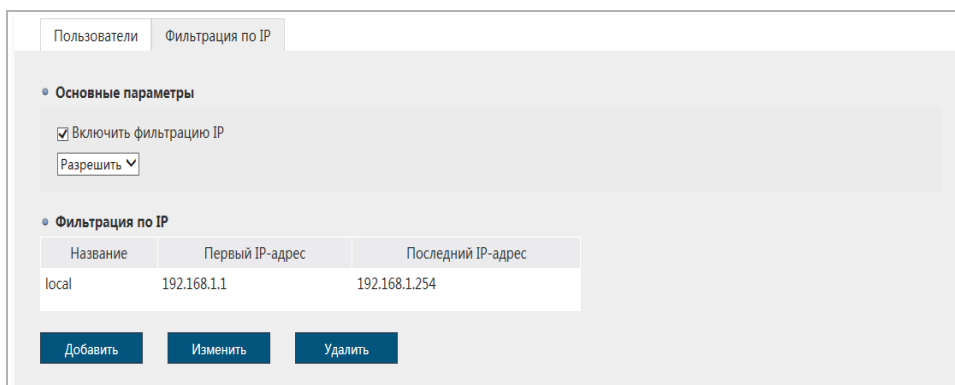 Пользователи Фильтрация по IP
Основные параметры
Включить фильтрацию IP
Разрешить
Фильтрация по IP
Название Первый IP-адрес Последний IP-адрес
local 192.168.1.1 192.168.1.254
Добавить Изменить Удалить